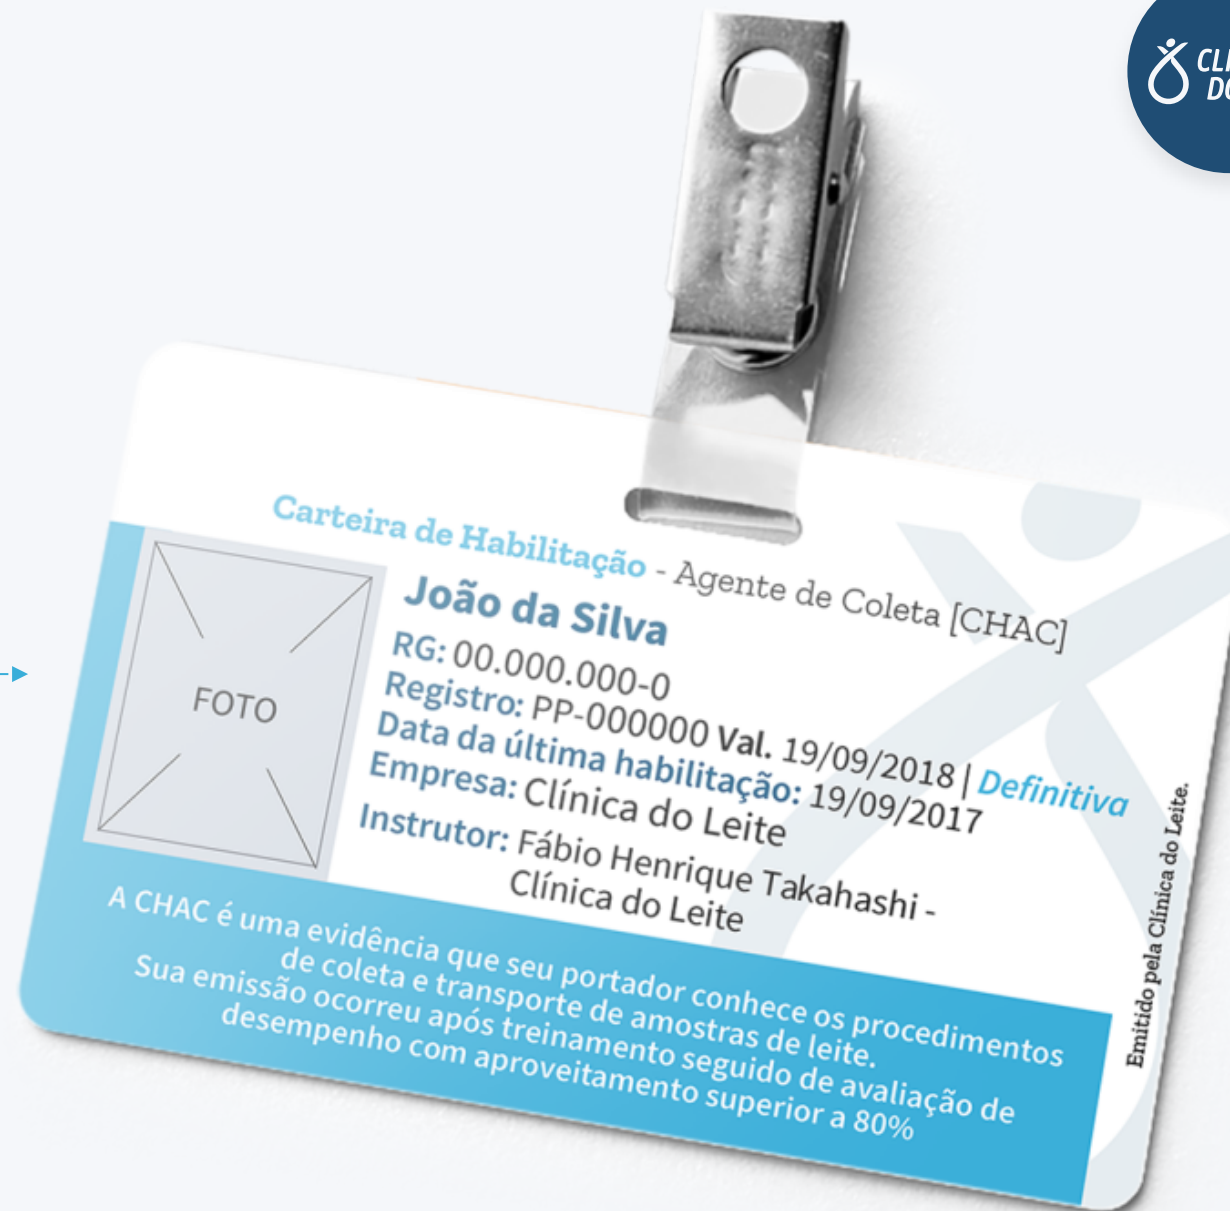 Carteira de Habilitação - Agente de Coleta [CHAC]
FOTO
João da Silva
RG: 00.000.000-0
Registro: PP-000000 Val. 19/09/2018 | Definitiva
Data da última habilitação: 19/09/2017
Empresa: Clínica do Leite
Instrutor: Fábio Henrique Takahashi -
Clínica do Leite
A CHAC é uma evidência que seu portador conhece os procedimentos
de coleta e transporte de amostras de leite.
Sua emissão ocorreu após treinamento seguido de avaliação de
desempenho com aproveitamento superior a 80%
Emitido pela Clínica do Leite.